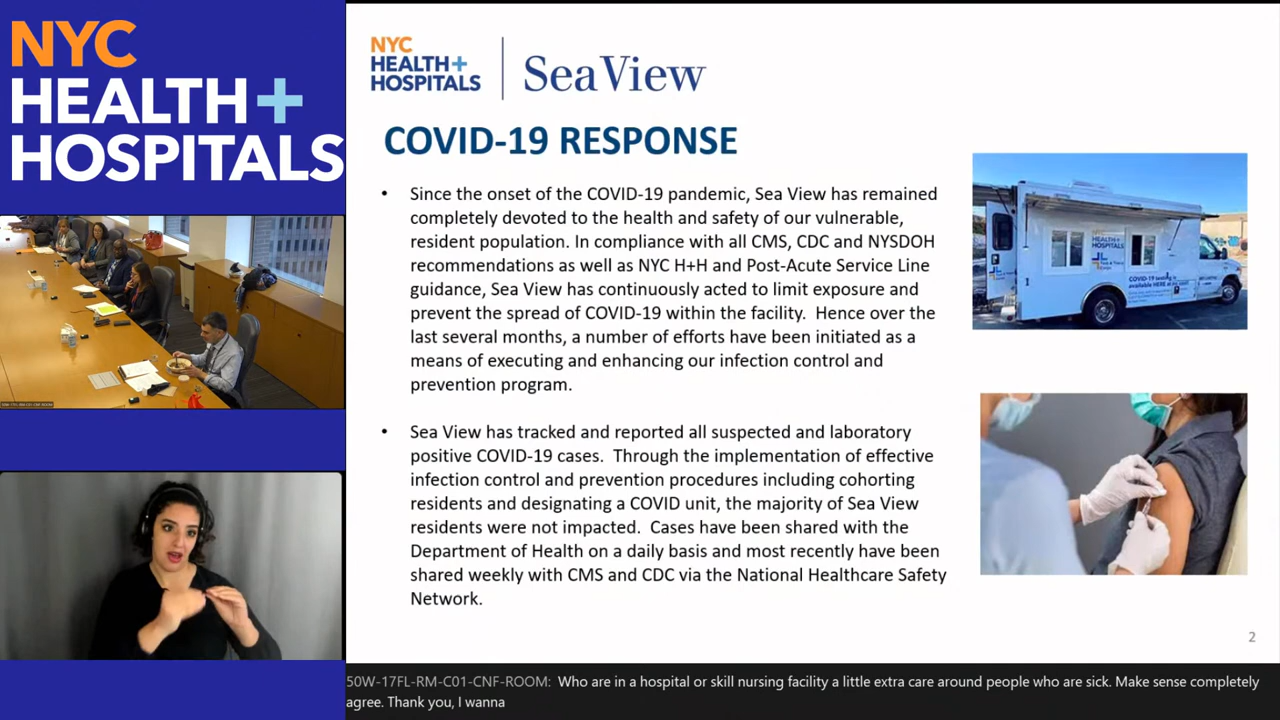 NYC
HEALTH+
HOSPITALS
NYC
HEALTH+
HOSPITALS
SeaView
COVID-19 RESPONSE
• Since the onset of the COVID-19 pandemic, Sea View has remained
completely devoted to the health and safety of our vulnerable,
resident population. In compliance with all CMS, CDC and NYSDOH
recommendations as well as NYC H+H and Post-Acute Service Line
guidance, Sea View has continuously acted to limit exposure and
prevent the spread of COVID-19 within the facility. Hence over the
last several months, a number of efforts have been initiated as a
means of executing and enhancing our infection control and
prevention program.
• Sea View has tracked and reported all suspected and laboratory
positive COVID-19 cases. Through the implementation of effective
infection control and prevention procedures including cohorting
residents and designating a COVID unit, the majority of Sea View
residents were not impacted. Cases have been shared with the
Department of Health on a daily basis and most recently have been
shared weekly with CMS and CDC via the National Healthcare Safety
Network.
HEALTH+
HOSPITALS
COVID-19 testing is
available HERE
2
50W-17FL-RM-C01-CNF-ROOM: Who are in a hospital or skill nursing facility a little extra care around people who are sick. Make sense completely
agree. Thank you, I wanna